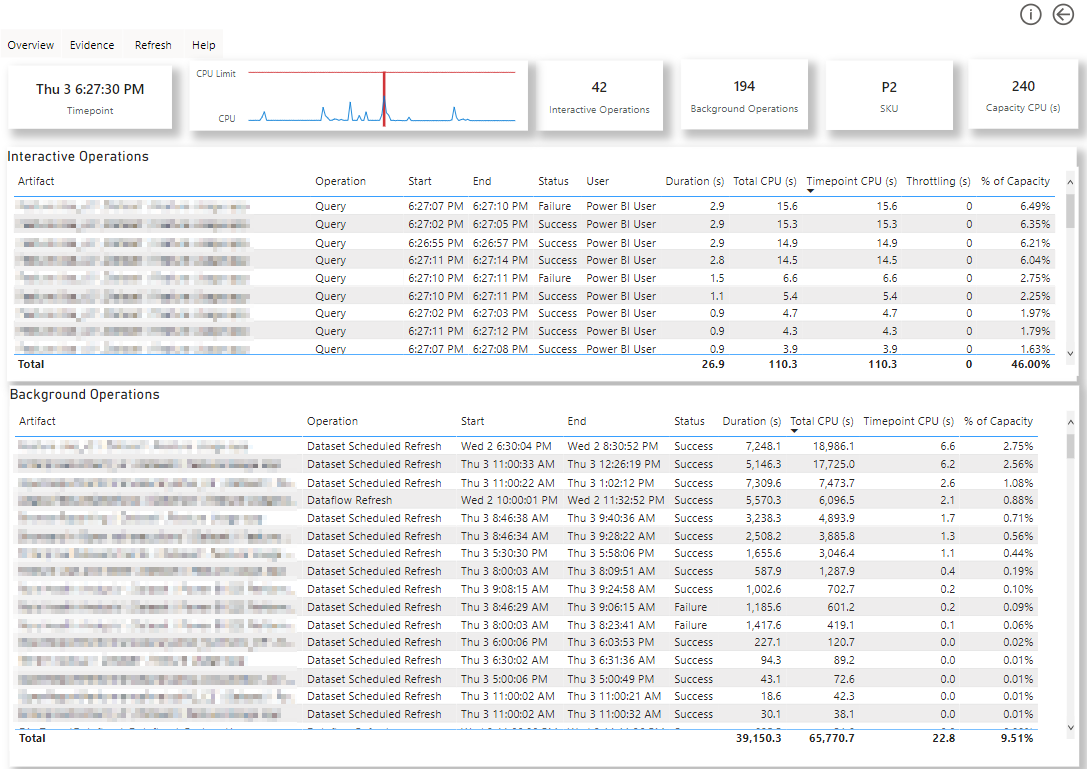 Overview Evidence Refresh Help
Thu 3 6:27:30 PM
Timepoint
CPU Limit
CPU
42
Interactive Operations
194
Background Operations
P2
SKU
240
Capacity CPU (s)
Interactive Operations
Artifact Operation Start End Status User Duration (s) Total CPU (s) Timepoint CPU (s) Throttling (s) % of Capacity
Query 6:27:07 PM 6:27:10 PM Failure Power BI User 2.9 15.6 15.6 0 6.49%
Query 6:27:02 PM 6:27:05 PM Success Power BI User 2.9 15.3 15.3 0 6.35%
Query 6:26:55 PM 6:26:57 PM Success Power BI User 2.9 14.9 14.9 0 6.21%
Query 6:27:11 PM 6:27:14 PM Success Power BI User 2.8 14.5 14.5 0 6.04%
Query 6:27:10 PM 6:27:11 PM Failure Power BI User 1.5 6.6 6.6 0 2.75%
Query 6:27:10 PM 6:27:11 PM Success Power BI User 1.1 5.4 5.4 0 2.25%
Query 6:27:02 PM 6:27:03 PM Success Power BI User 0.9 4.7 4.7 0 1.97%
Query 6:27:11 PM 6:27:12 PM Success Power BI User 0.9 4.3 4.3 0 1.79%
Query 6:27:07 PM 6:27:08 PM Success Power BI User 0.9 3.9 3.9 0 1.63%
Total 26.9 110.3 110.3 0 46.00%
Background Operations
Artifact Operation Start End Status Duration (s) Total CPU (s) Timepoint CPU (s) % of Capacity
Dataset Scheduled Refresh Wed 2 6:30:04 PM Wed 2 8:30:52 PM Success 7,248.1 18,986.1 6.6 2.75%
Dataset Scheduled Refresh Thu 3 11:00:33 AM Thu 3 12:26:19 PM Success 5,146.3 17,725.0 6.2 2.56%
Dataset Scheduled Refresh Thu 3 11:00:22 AM Thu 3 1:02:12 PM Success 7,309.6 7,473.7 2.6 1.08%
Dataflow Refresh Wed 2 10:00:01 PM Wed 2 11:32:52 PM Success 5,570.3 6,096.5 2.1 0.88%
Dataset Scheduled Refresh Thu 3 8:46:38 AM Thu 3 9:40:36 AM Success 3,238.3 4,893.9 1.7 0.71%
Dataset Scheduled Refresh Thu 3 8:46:34 AM Thu 3 9:28:22 AM Success 2,508.2 3,885.8 1.3 0.56%
Dataset Scheduled Refresh Thu 3 5:30:30 PM Thu 3 5:58:06 PM Success 1,655.6 3,046.4 1.1 0.44%
Dataset Scheduled Refresh Thu 3 8:00:03 AM Thu 3 8:09:51 AM Success 587.9 1,287.9 0.4 0.19%
Dataset Scheduled Refresh Thu 3 9:08:15 AM Thu 3 9:24:58 AM Success 1,002.6 702.7 0.2 0.10%
Dataset Scheduled Refresh Thu 3 8:46:29 AM Thu 3 9:06:15 AM Failure 1,185.6 601.2 0.2 0.09%
Dataset Scheduled Refresh Thu 3 8:00:03 AM Thu 3 8:23:41 AM Failure 1,417.6 419.1 0.1 0.06%
Dataset Scheduled Refresh Thu 3 6:00:06 PM Thu 3 6:03:53 PM Success 227.1 120.7 0.0 0.02%
Dataset Scheduled Refresh Thu 3 6:30:02 AM Thu 3 6:31:36 AM Success 94.3 89.2 0.0 0.01%
Dataset Scheduled Refresh Thu 3 5:00:06 PM Thu 3 5:00:49 PM Success 43.1 72.6 0.0 0.01%
Dataset Scheduled Refresh Thu 3 11:00:02 AM Thu 3 11:00:21 AM Success 18.6 42.3 0.0 0.01%
Dataset Scheduled Refresh Thu 3 11:00:02 AM Thu 3 11:00:32 AM Success 30.1 38.1 0.0 0.01%
Total 39,150.3 65,770.7 22.8 9.51%